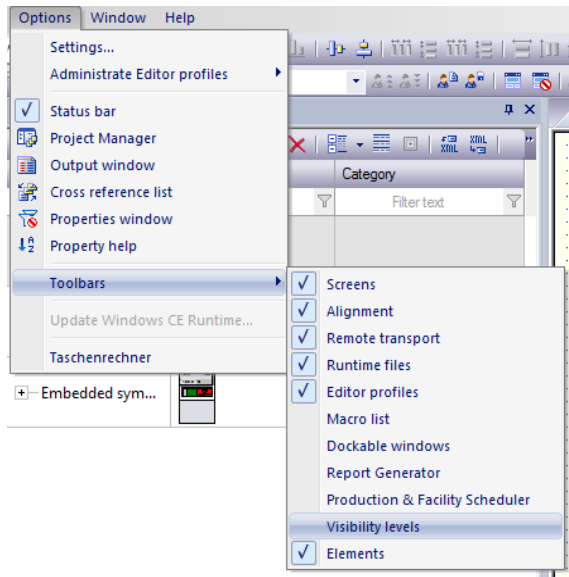 Options Window Help
Settings...
Administrate Editor profiles
Status bar
Project Manager
Output window
Cross reference list
Properties window
Property help
Toolbars
Update Windows CE Runtime...
Taschenrechner
XML XML
Category
Filter text
Screens
Alignment
Remote transport
Runtime files
Editor profiles
Macro list
Dockable windows
Report Generator
Production & Facility Scheduler
Visibility levels
Elements
Embedded sym...